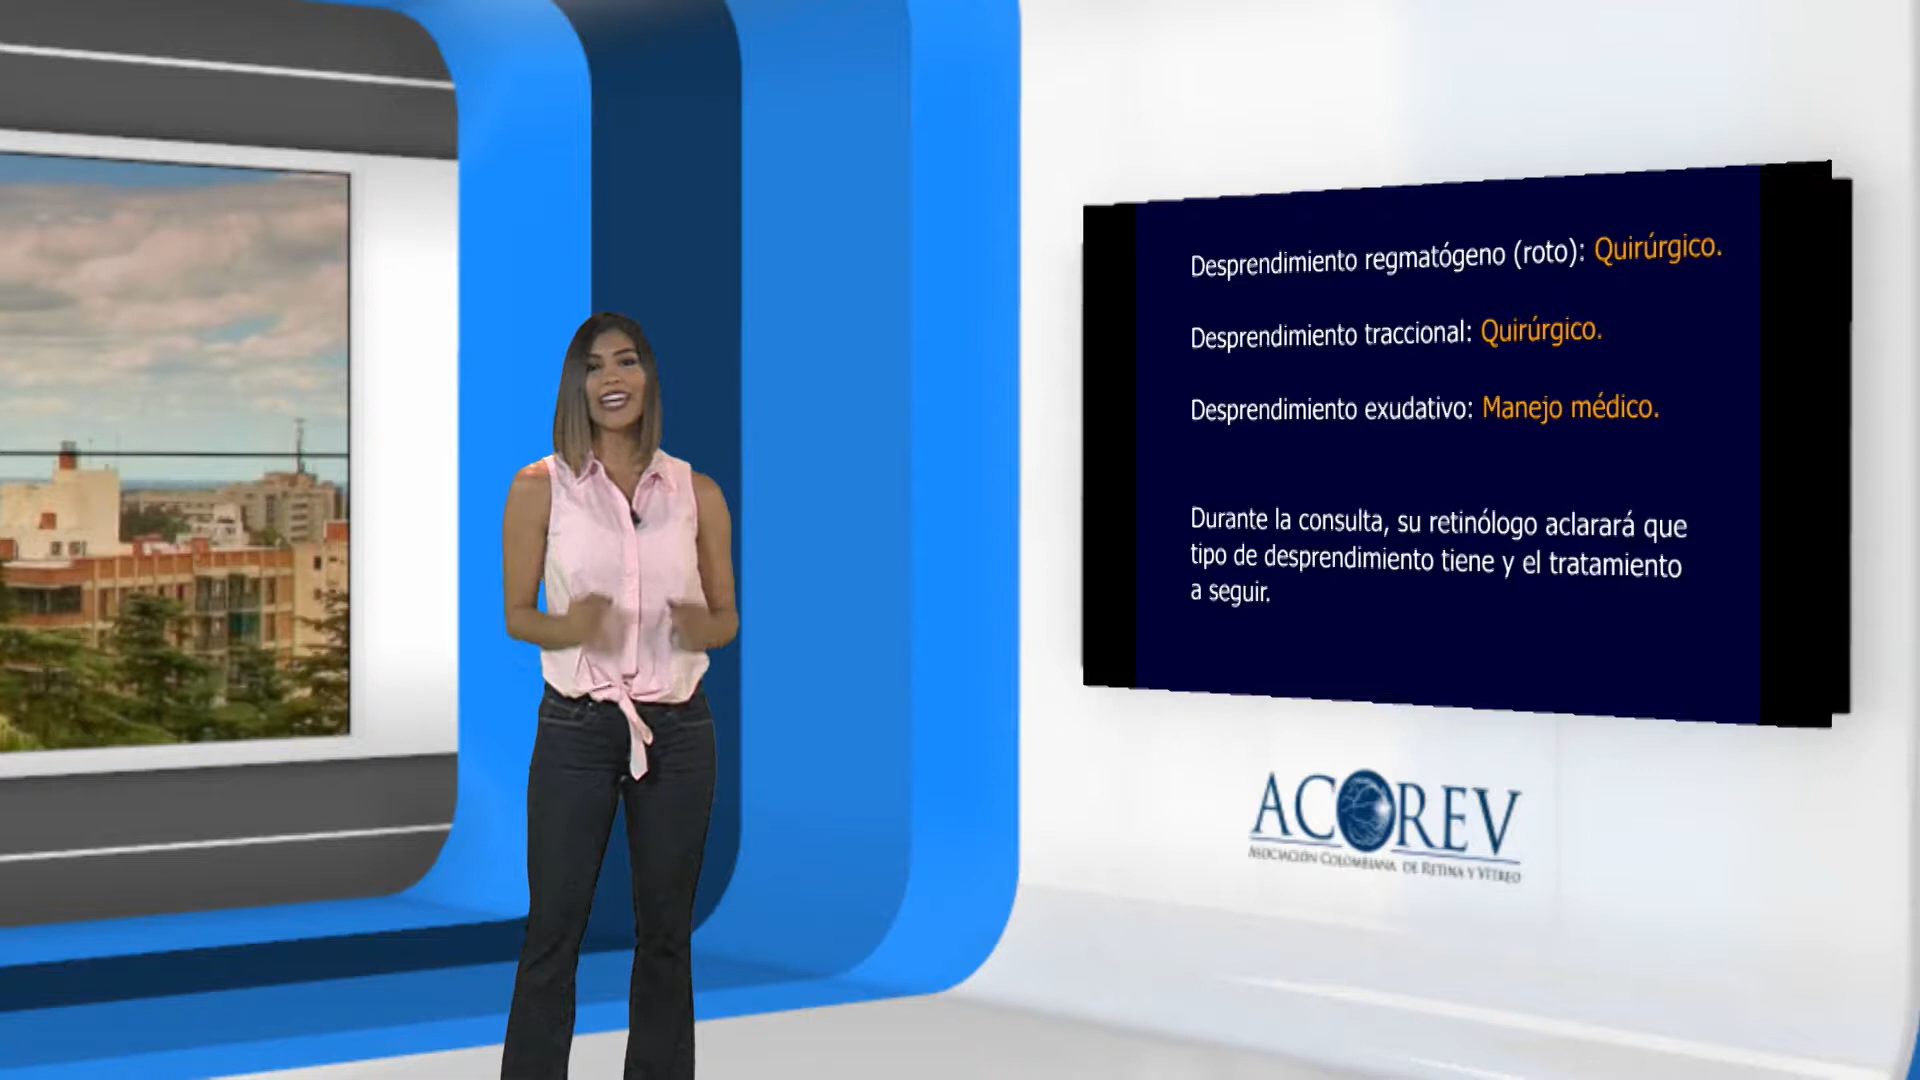 Desprendimiento regmatógeno (roto): Quirúrgico.
Desprendimiento traccional: Quirúrgico.
Desprendimiento exudativo: Manejo médico.
Durante la consulta, su retinólogo aclarará que
tipo de desprendimiento tiene y el tratamiento
a seguir.
ACOREV
ASOCIACIÓN COLOMBIANA DE RETINA Y VÍTREO